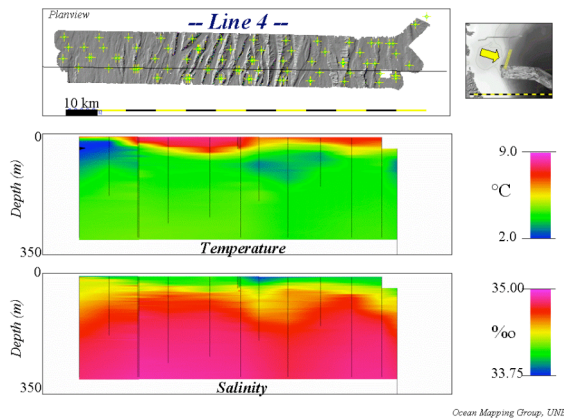 Planview
-- Line 4 --
10 km
0
Depth (m)
350
Temperature
9.0
°C
2.0
0
Depth (m)
350
Salinity
35.00
‰
33.75
Ocean Mapping Group, UNB